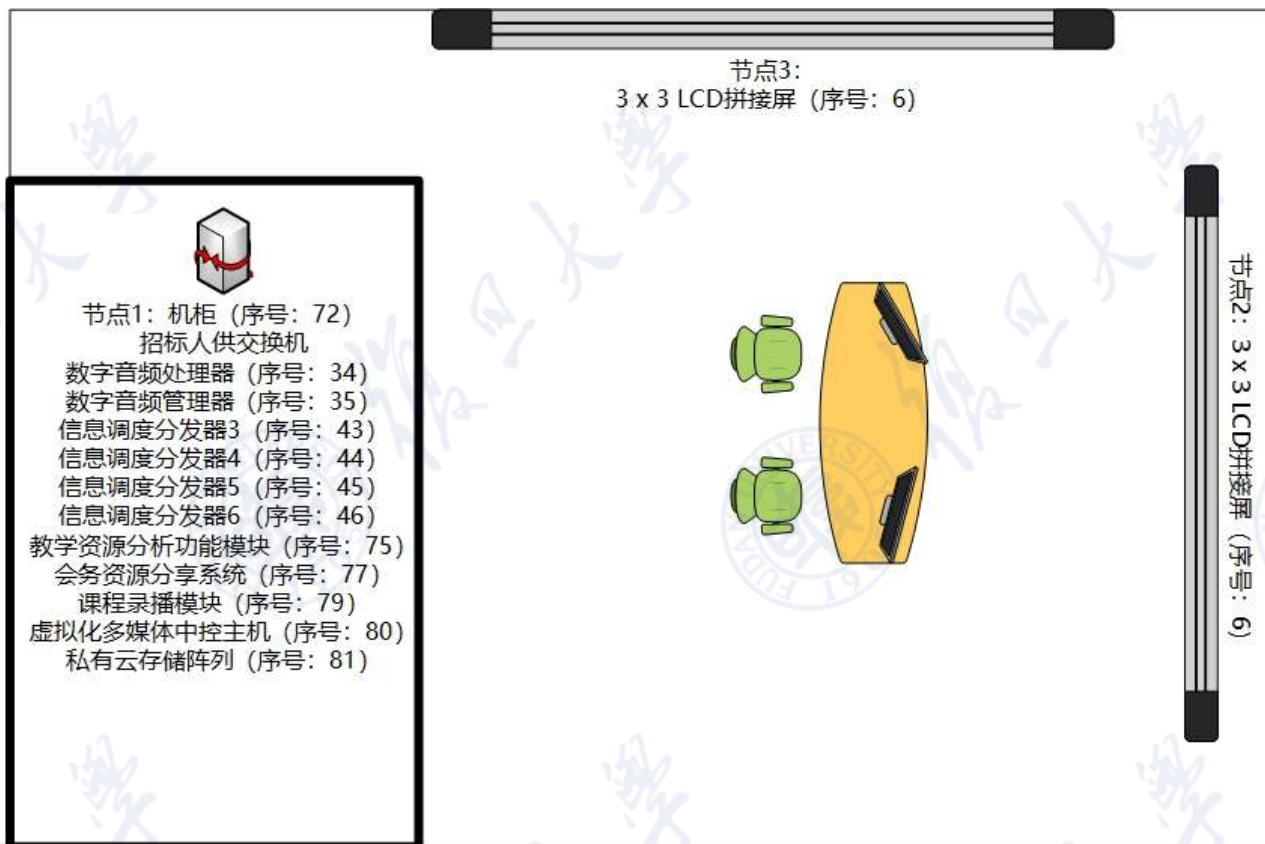 节点3：
3 x 3 LCD拼接屏（序号：6）
节点1：机柜（序号：72）
招标人供交换机
数字音频处理器（序号：34）
数字音频管理器（序号：35）
信息调度分发器3（序号：43）
信息调度分发器4（序号：44）
信息调度分发器5（序号：45）
信息调度分发器6（序号：46）
教学资源分析功能模块（序号：75）
会务资源分享系统（序号：77）
课程录播模块（序号：79）
虚拟化多媒体中控主机（序号：80）
私有云存储阵列（序号：81）
节点2：3 x 3 LCD拼接屏（序号：6）